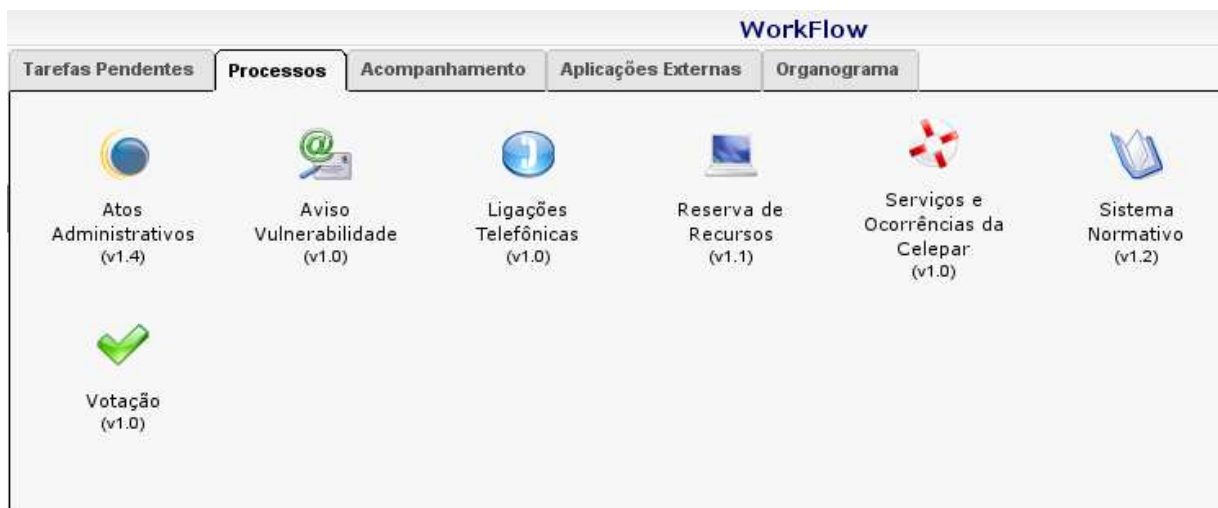 WorkFlow
Tarefas Pendentes
Processos
Acompanhamento
Aplicações Externas
Organograma
Atos
Administrativos
(v1.4)
Aviso
Vulnerabilidade
(v1.0)
Ligações
Telefônicas
(v1.0)
Reserva de
Recursos
(v1.1)
Serviços e
Ocorrências da
Celepar
(v1.0)
Sistema
Normativo
(v1.2)
Votação
(v1.0)